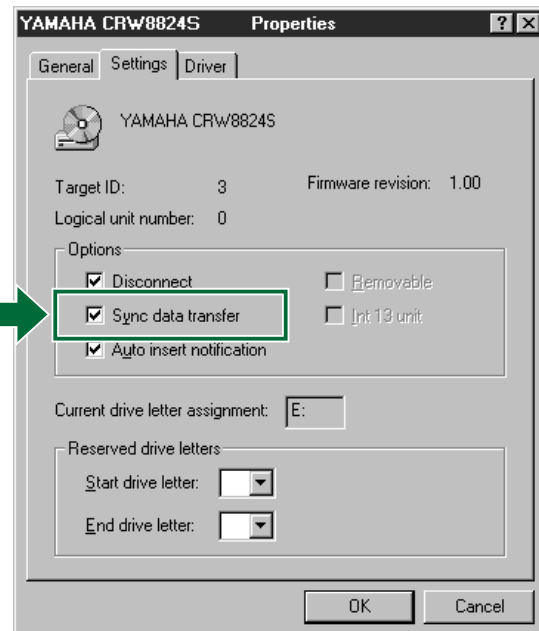 YAMAHA CRW8824S Properties
General Settings Driver
YAMAHA CRW8824S
Target ID: 3 Firmware revision: 1.00
Logical unit number: 0
Options
Disconnect Removable
Sync data transfer Int 13 unit
Auto insert notification
Current drive letter assignment: E:
Reserved drive letters
Start drive letter:
End drive letter:
OK Cancel